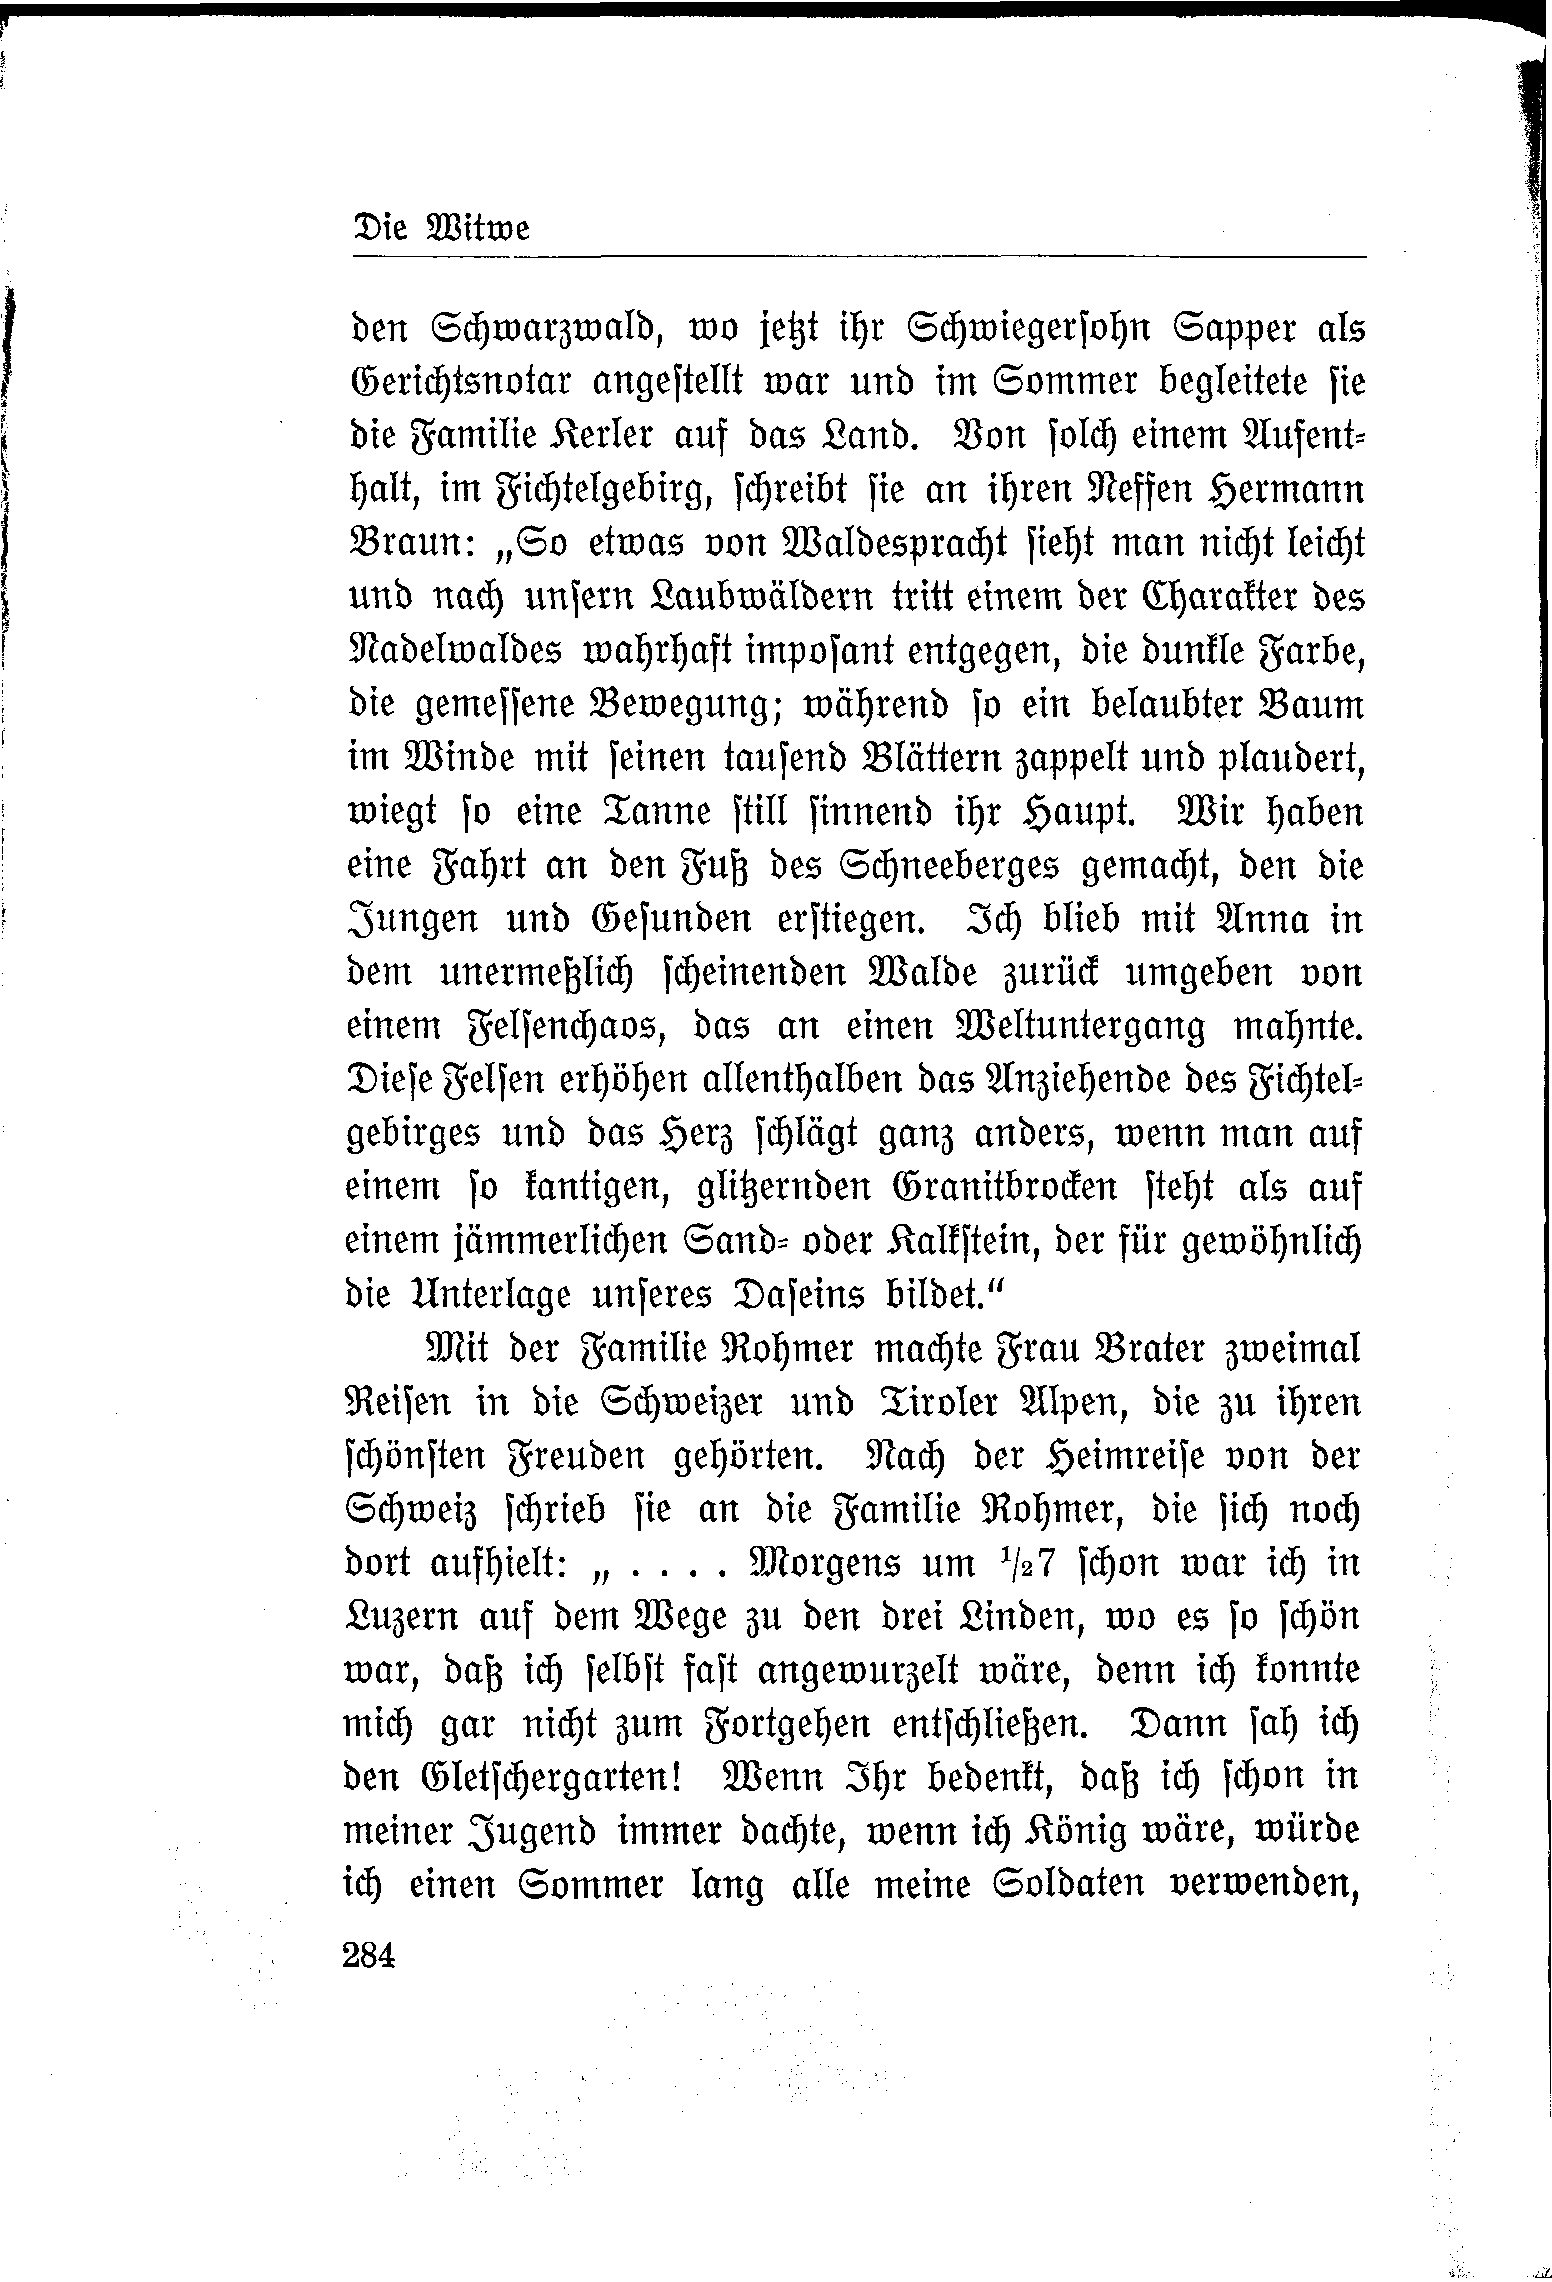 Die Witwe
den Schwarzwald, wo jetzt ihr Schwiegersohn Sapper als
Gerichtsnotar angestellt war und im Sommer begleitete sie
die Familie Kerler auf das Land. Von solch einem Aufent-
halt, im Fichtelgebirg, schreibt sie an ihren Neffen Hermann
Braun: „So etwas von Waldespracht sieht man nicht leicht
und nach unsern Laubwäldern tritt einem der Charakter des
Nadelwaldes wahrhaft imposant entgegen, die dunkle Farbe,
die gemessene Bewegung; während so ein belaubter Baum
im Winde mit seinen tausend Blättern zappelt und plaudert,
wiegt so eine Tanne still sinnend ihr Haupt. Wir haben
eine Fahrt an den Fuß des Schneeberges gemacht, den die
Jungen und Gesunden erstiegen. Ich blieb mit Anna in
dem unermeßlich scheinenden Walde zurück umgeben von
einem Felsenchaos, das an einen Weltuntergang mahnte.
Diese Felsen erhöhen allenthalben das Anziehende des Fichtel-
gebirges und das Herz schlägt ganz anders, wenn man auf
einem so kantigen, glitzernden Granitbrocken steht als auf
einem jämmerlichen Sand- oder Kalkstein, der für gewöhnlich
die Unterlage unseres Daseins bildet.“
Mit der Familie Rohmer machte Frau Brater zweimal
Reisen in die Schweizer und Tiroler Alpen, die zu ihren
schönsten Freuden gehörten. Nach der Heimreise von der
Schweiz schrieb sie an die Familie Rohmer, die sich noch
dort aufhielt: „ . . . . Morgens um ½7 schon war ich in
Luzern auf dem Wege zu den drei Linden, wo es so schön
war, daß ich selbst fast angewurzelt wäre, denn ich konnte
mich gar nicht zum Fortgehen entschließen. Dann sah ich
den Gletschergarten! Wenn Ihr bedenkt, daß ich schon in
meiner Jugend immer dachte, wenn ich König wäre, würde
ich einen Sommer lang alle meine Soldaten verwenden,
284